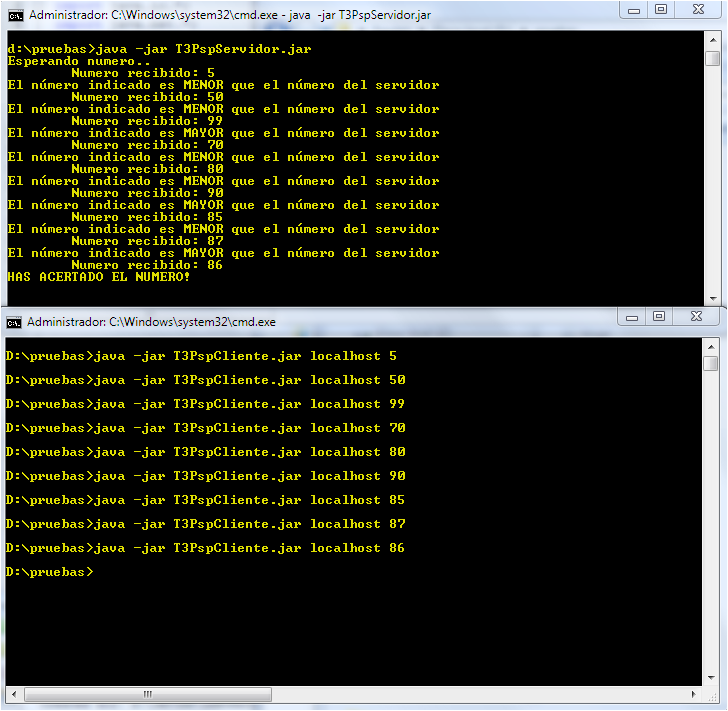 Administrador: C:\Windows\system32\cmd.exe - java -jar T3PspServidor.jar
d:\pruebas>java -jar T3PspServidor.jar
Esperando numero..
Numero recibido: 5
El número indicado es MENOR que el número del servidor
Numero recibido: 50
El número indicado es MENOR que el número del servidor
Numero recibido: 99
El número indicado es MAYOR que el número del servidor
Numero recibido: 70
El número indicado es MENOR que el número del servidor
Numero recibido: 80
El número indicado es MENOR que el número del servidor
Numero recibido: 90
El número indicado es MAYOR que el número del servidor
Numero recibido: 85
El número indicado es MENOR que el número del servidor
Numero recibido: 87
El número indicado es MAYOR que el número del servidor
Numero recibido: 86
HAS ACERTADO EL NUMERO!
Administrador: C:\Windows\system32\cmd.exe
D:\pruebas>java -jar T3PspCliente.jar localhost 5
D:\pruebas>java -jar T3PspCliente.jar localhost 50
D:\pruebas>java -jar T3PspCliente.jar localhost 99
D:\pruebas>java -jar T3PspCliente.jar localhost 70
D:\pruebas>java -jar T3PspCliente.jar localhost 80
D:\pruebas>java -jar T3PspCliente.jar localhost 90
D:\pruebas>java -jar T3PspCliente.jar localhost 85
D:\pruebas>java -jar T3PspCliente.jar localhost 87
D:\pruebas>java -jar T3PspCliente.jar localhost 86
D:\pruebas>